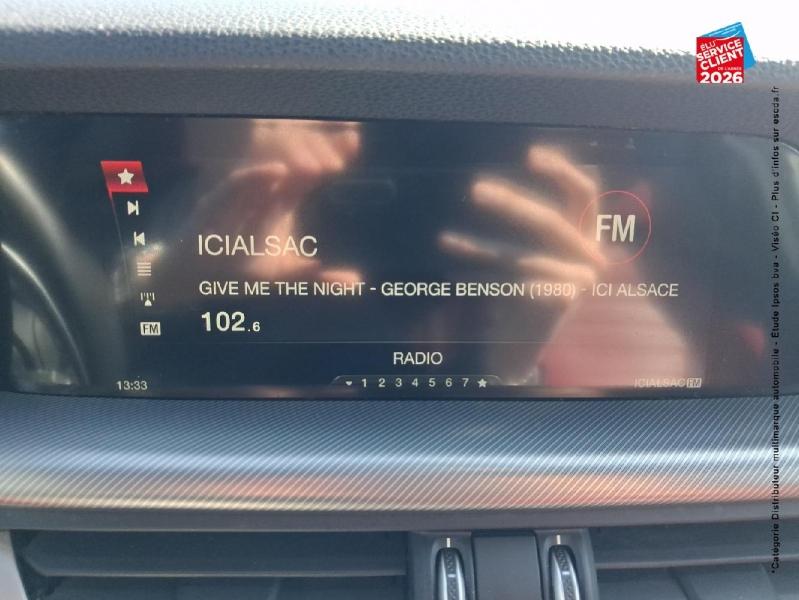 ÉLU
SERVICE
CLIENT
DE L'ANNÉE
2026
*Catégorie Distributeur multimarque automobile - Étude Ipsos bva - Viséo CI - Plus d'infos sur escda.fr
FM
ICIALSAC
GIVE ME THE NIGHT - GEORGE BENSON (1980) - ICI ALSACE
102.6
FM
RADIO
13:33
1 2 3 4 5 6 7
ICIALSAC FM